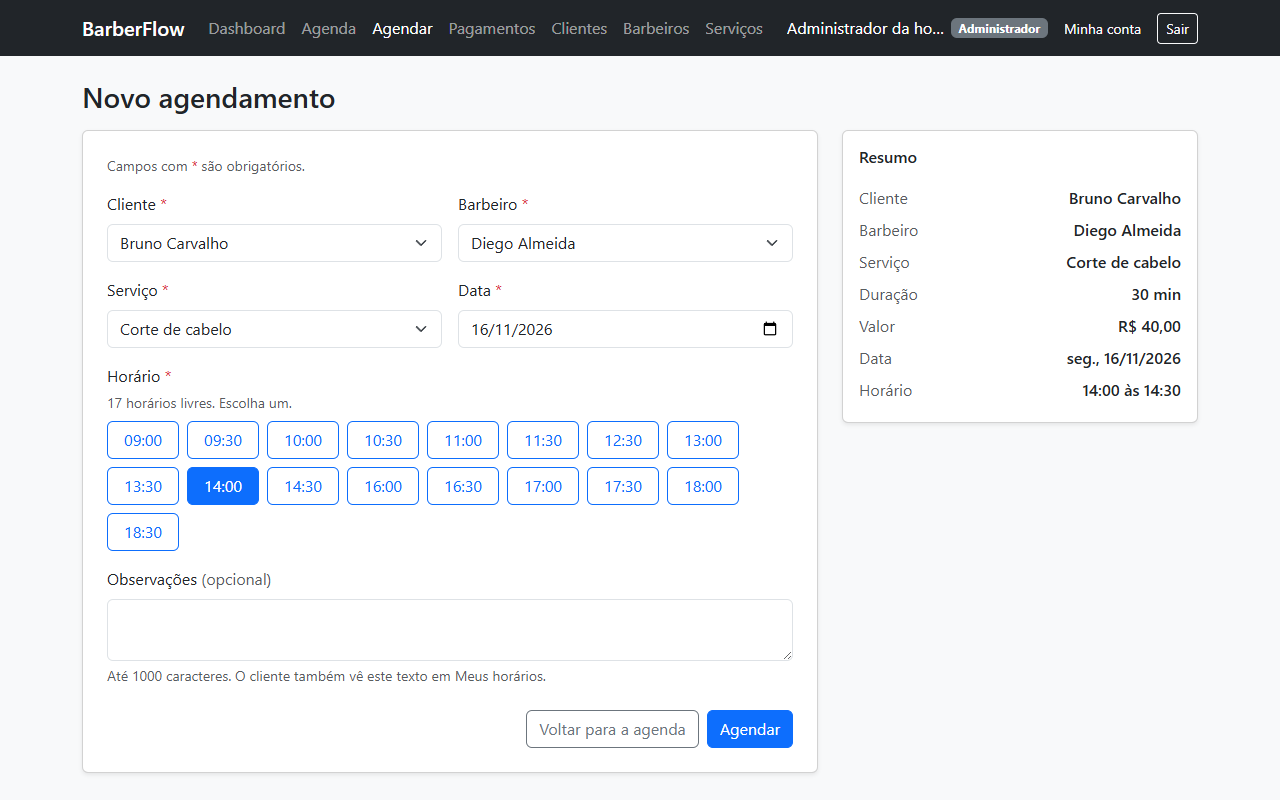 BarberFlow Dashboard Agenda Agendar Pagamentos Clientes Barbeiros Serviços Administrador da ho... Administrador Minha conta Sair
Novo agendamento
Campos com * são obrigatórios.
Cliente * Barbeiro *
Bruno Carvalho Diego Almeida
Serviço * Data *
Corte de cabelo 16/11/2026
Horário *
17 horários livres. Escolha um.
09:00 09:30 10:00 10:30 11:00 11:30 12:30 13:00
13:30 14:00 14:30 16:00 16:30 17:00 17:30 18:00
18:30
Observações (opcional)
Até 1000 caracteres. O cliente também vê este texto em Meus horários.
Voltar para a agenda Agendar
Resumo
Cliente Bruno Carvalho
Barbeiro Diego Almeida
Serviço Corte de cabelo
Duração 30 min
Valor R$ 40,00
Data seg., 16/11/2026
Horário 14:00 às 14:30